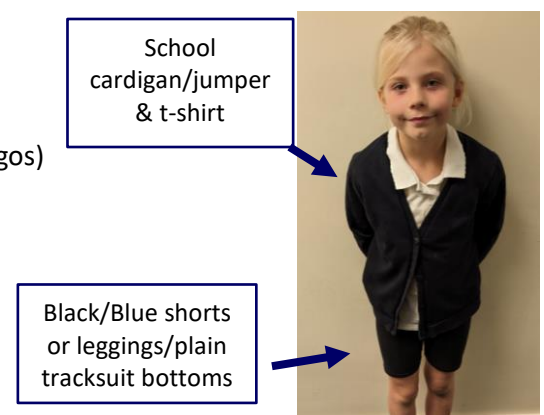 School
cardigan/jumper
& t-shirt
gos)
Black/Blue shorts
or leggings/plain
tracksuit bottoms